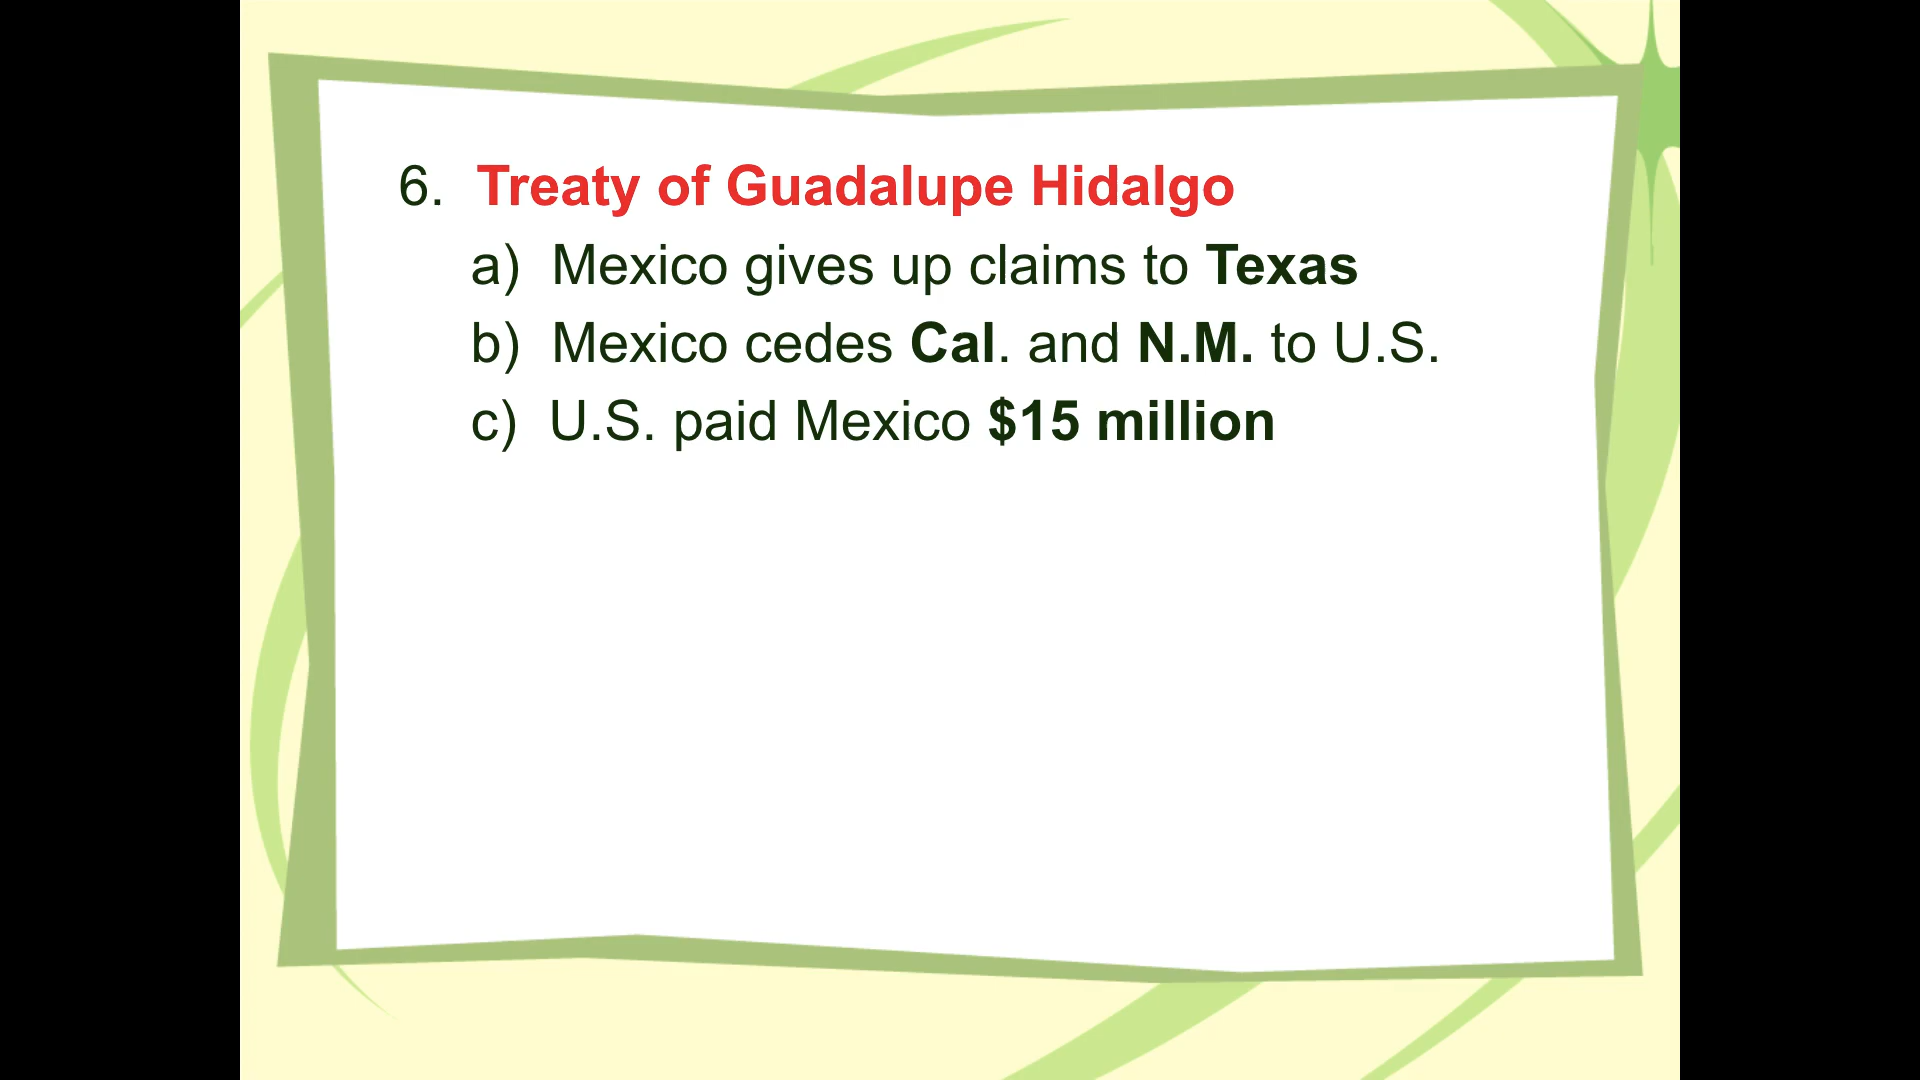 6. Treaty of Guadalupe Hidalgo
a) Mexico gives up claims to Texas
b) Mexico cedes Cal. and N.M. to U.S.
c) U.S. paid Mexico $15 million